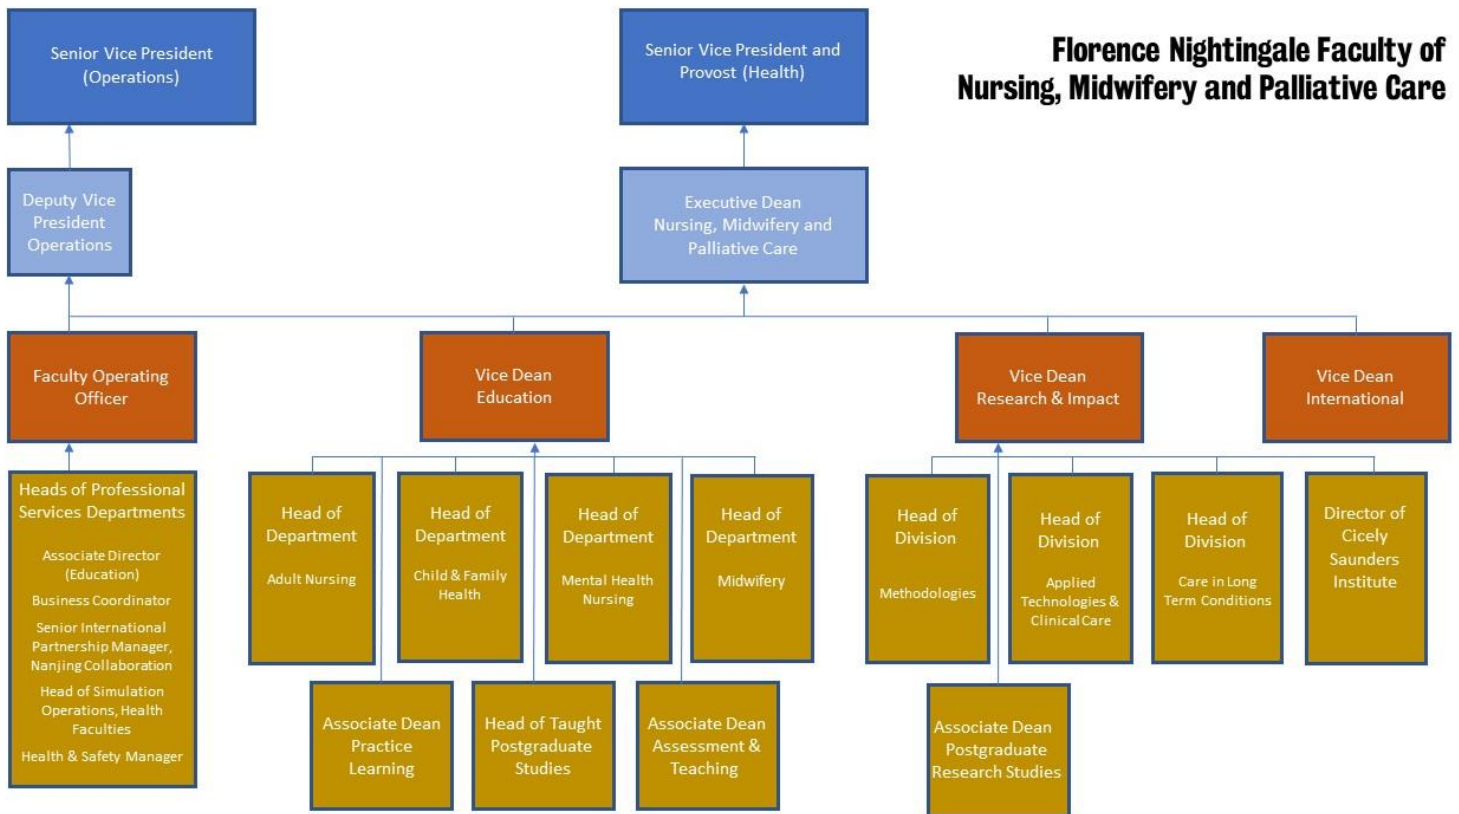 Florence Nightingale Faculty of
Nursing, Midwifery and Palliative Care
Senior Vice President
(Operations)
Senior Vice President and
Provost (Health)
Deputy Vice
President
Operations
Executive Dean
Nursing, Midwifery and
Palliative Care
Faculty Operating
Officer
Vice Dean
Education
Vice Dean
Research & Impact
Vice Dean
International
Heads of Professional
Services Departments
Associate Director
(Education)
Business Coordinator
Senior International
Partnership Manager,
Nanjing Collaboration
Head of Simulation
Operations, Health
Faculties
Health & Safety Manager
Head of
Department
Adult Nursing
Head of
Department
Child & Family
Health
Head of
Department
Mental Health
Nursing
Head of
Department
Midwifery
Head of
Division
Methodologies
Head of
Division
Applied
Technologies &
Clinical Care
Head of
Division
Care in Long
Term Conditions
Director of
Cicely
Saunders
Institute
Associate Dean
Practice
Learning
Head of Taught
Postgraduate
Studies
Associate Dean
Assessment &
Teaching
Associate Dean
Postgraduate
Research Studies